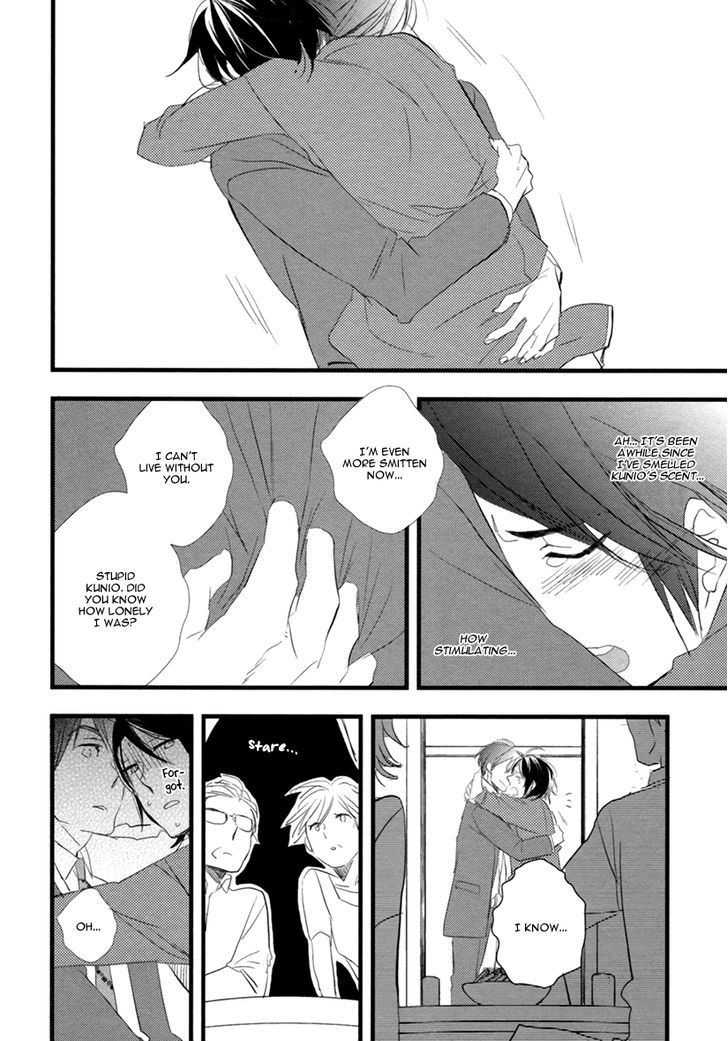 AH... IT'S BEEN
AWHILE SINCE
I'VE SMELLED
KUNIO'S SCENT...
HOW
STIMULATING...
I'M EVEN
MORE SMITTEN
NOW...
I CAN'T
LIVE WITHOUT
YOU.
STUPID
KUNIO. DID
YOU KNOW
HOW LONELY
I WAS?
I KNOW...
Stare...
For-
got.
OH...